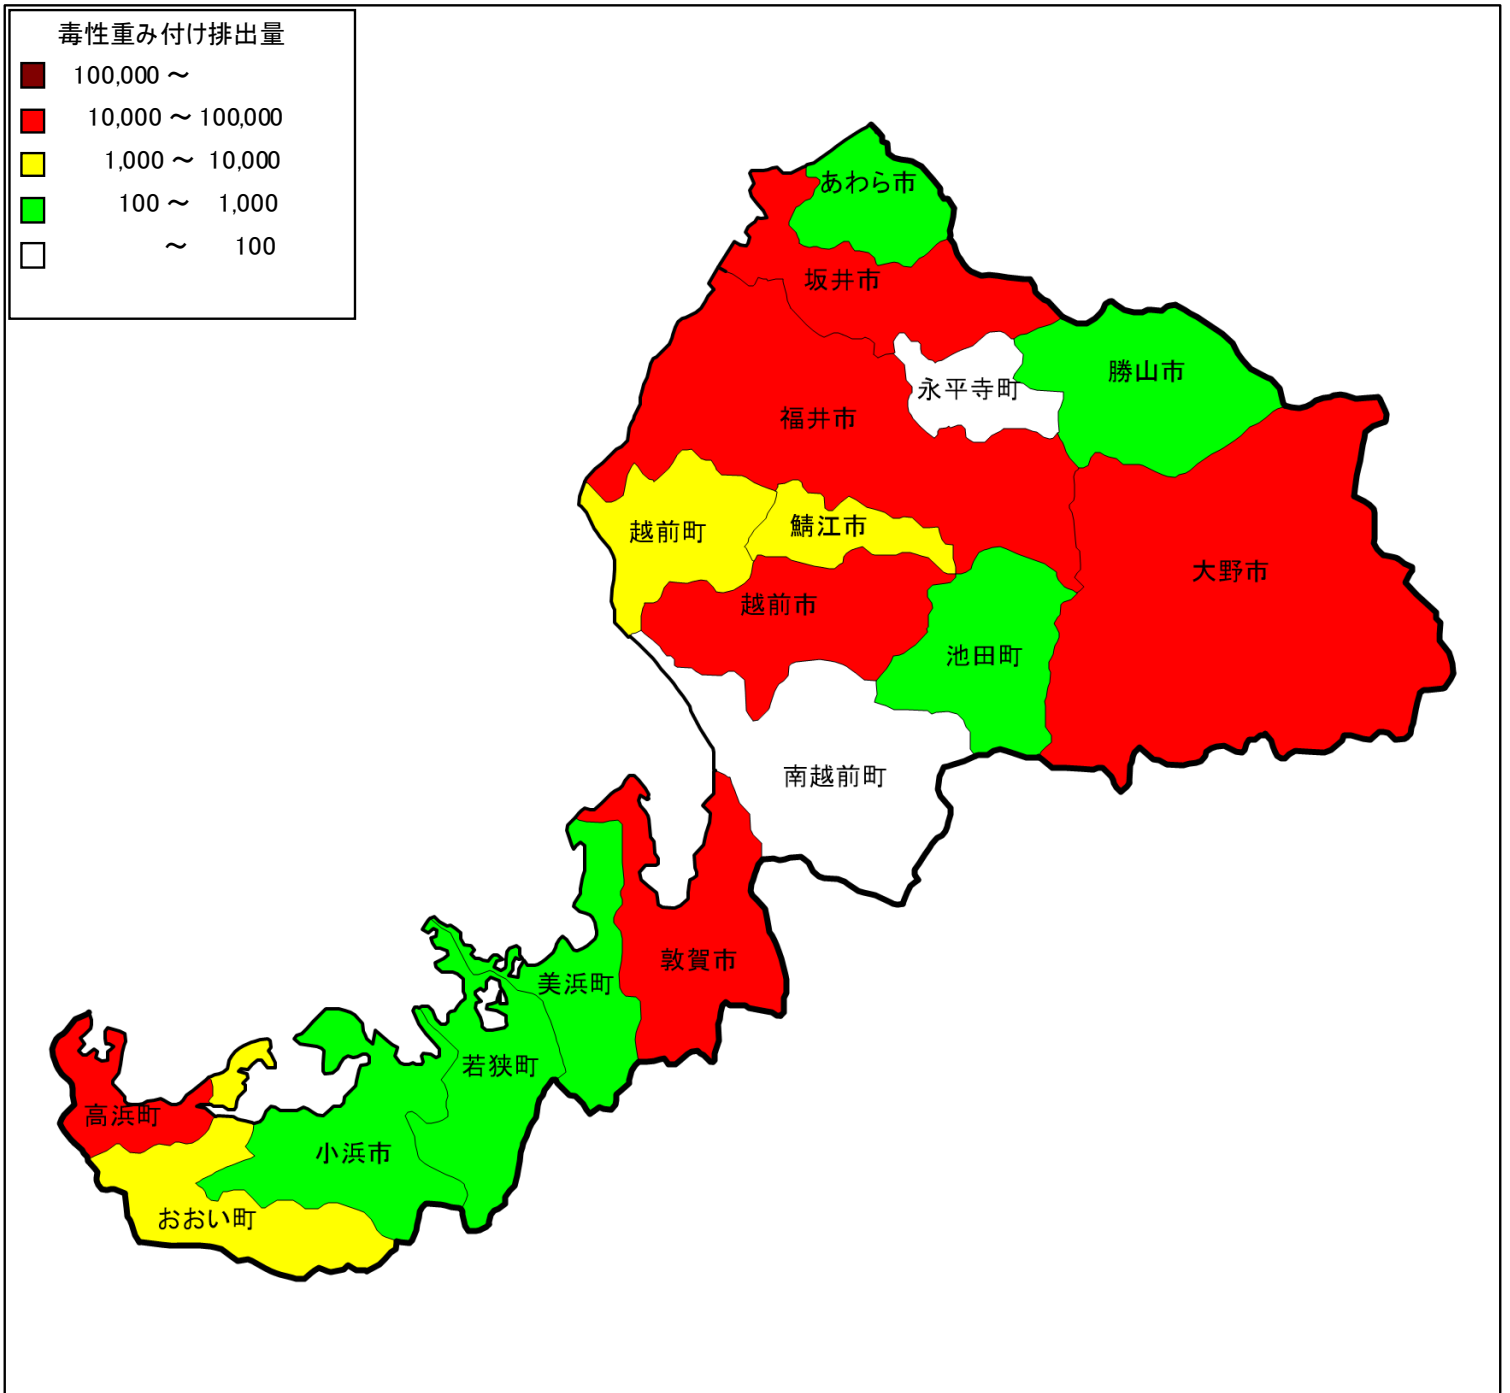 毒性重み付け排出量
100,000 ~
10,000 ~ 100,000
1,000 ~ 10,000
100 ~ 1,000
~ 100
あわら市
坂井市
勝山市
永平寺町
福井市
鯖江市
越前町
大野市
越前市
池田町
南越前町
敦賀市
美浜町
若狭町
高浜町
小浜市
おおい町